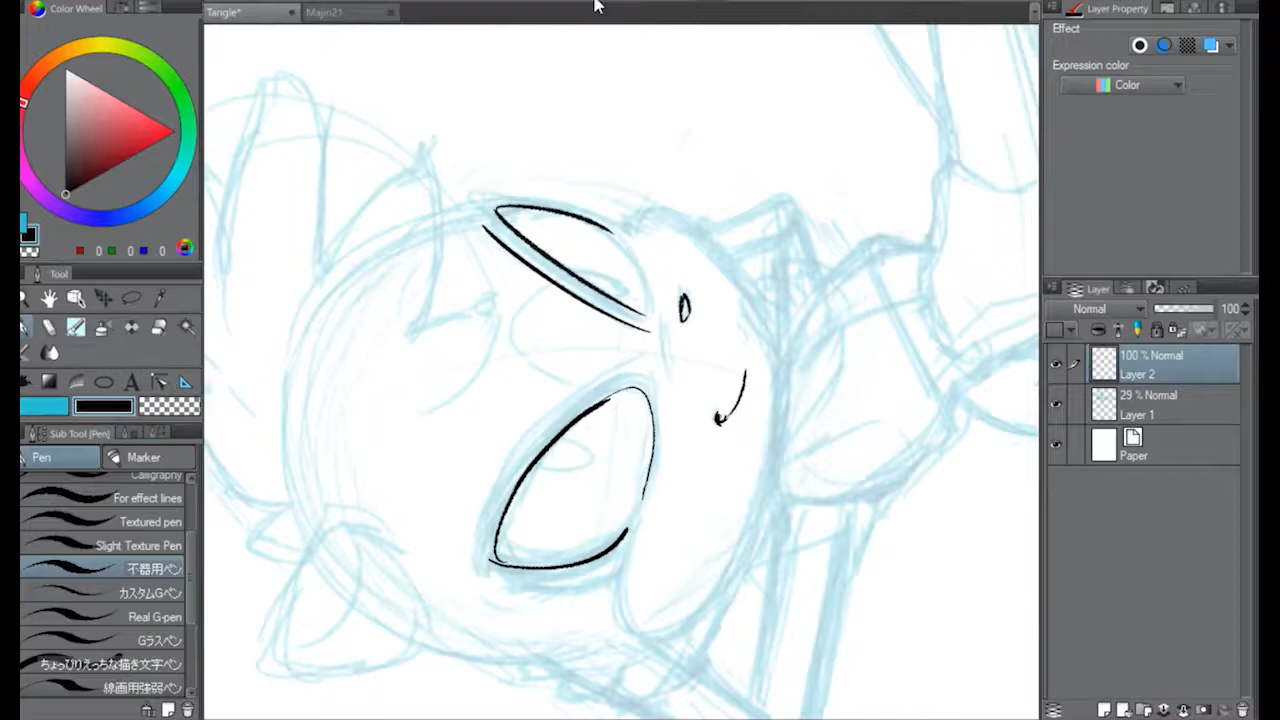 Color Wheel
Tangle*
Majin21
Layer Property
Effect
Expression color
Color
0 0 0
Tool
A
Sub Tool [Pen]
Pen
Marker
Calligraphy
For effect lines
Textured pen
Slight Texture Pen
不器用ペン
カスタムGペン
Real G-pen
Gラスペン
ちょっぴりえっちな描き文字ペン
線画用強弱ペン
Layer
Normal
100
100 % Normal
Layer 2
29 % Normal
Layer 1
Paper